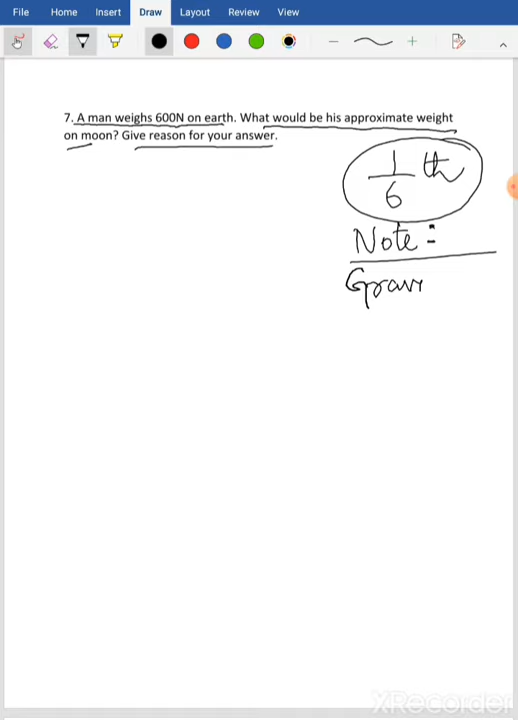 File Home Insert Draw Layout Review View
7. A man weighs 600N on earth. What would be his approximate weight
on moon? Give reason for your answer.
1/6 th
Note :-
Grav
XRecorder